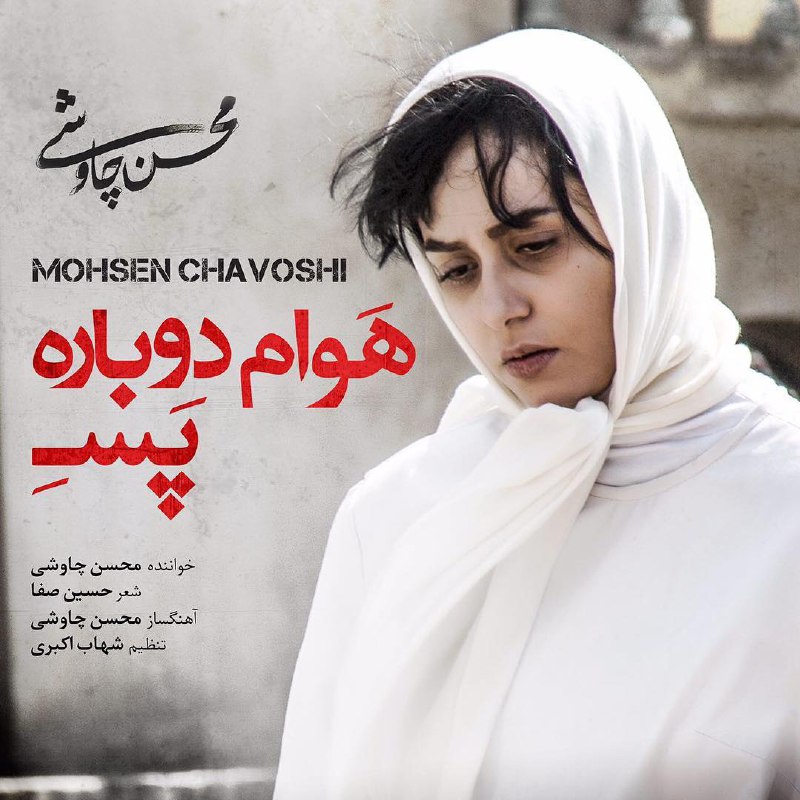 محسن چاوشی
MOHSEN CHAVOSHI
هَوام دوباره
پَسِ
خواننده محسن چاوشی
شعر حسین صفا
آهنگساز محسن چاوشی
تنظیم شهاب اکبری